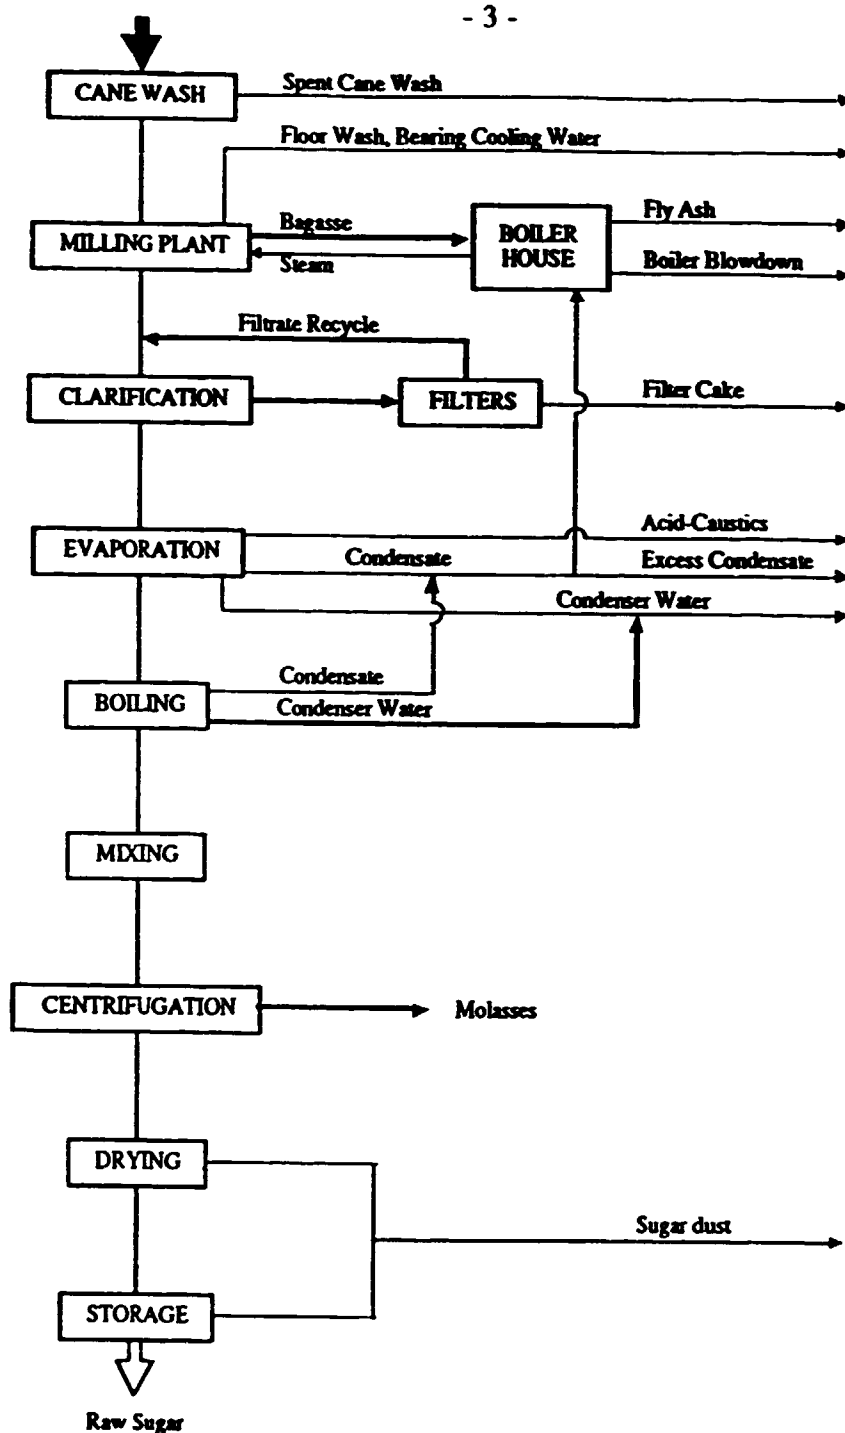 - 3 -
CANE WASH
Spent Cane Wash
Floor Wash, Bearing Cooling Water
MILLING PLANT
Bagasse
Steam
BOILER
HOUSE
Fly Ash
Boiler Blowdown
Filtrate Recycle
CLARIFICATION
FILTERS
Filter Cake
EVAPORATION
Acid-Caustics
Condensate
Excess Condensate
Condenser Water
BOILING
Condensate
Condenser Water
MIXING
CENTRIFUGATION
Molasses
DRYING
Sugar dust
STORAGE
Raw Sugar